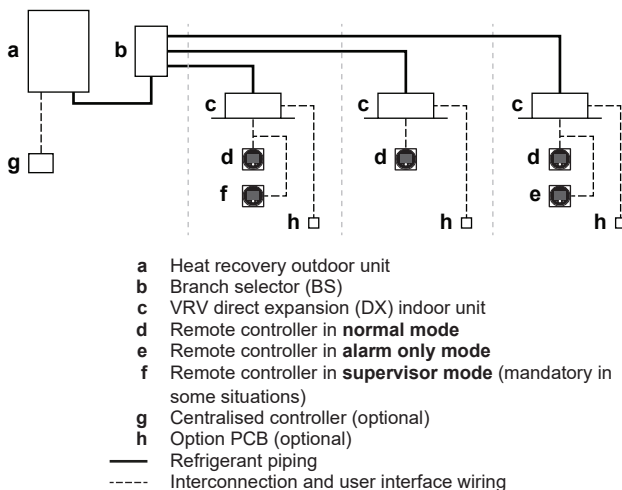 a
b
c
c
c
g
d
d
d
f
e
h
h
h
a Heat recovery outdoor unit
b Branch selector (BS)
c VRV direct expansion (DX) indoor unit
d Remote controller in normal mode
e Remote controller in alarm only mode
f Remote controller in supervisor mode (mandatory in
some situations)
g Centralised controller (optional)
h Option PCB (optional)
Refrigerant piping
Interconnection and user interface wiring